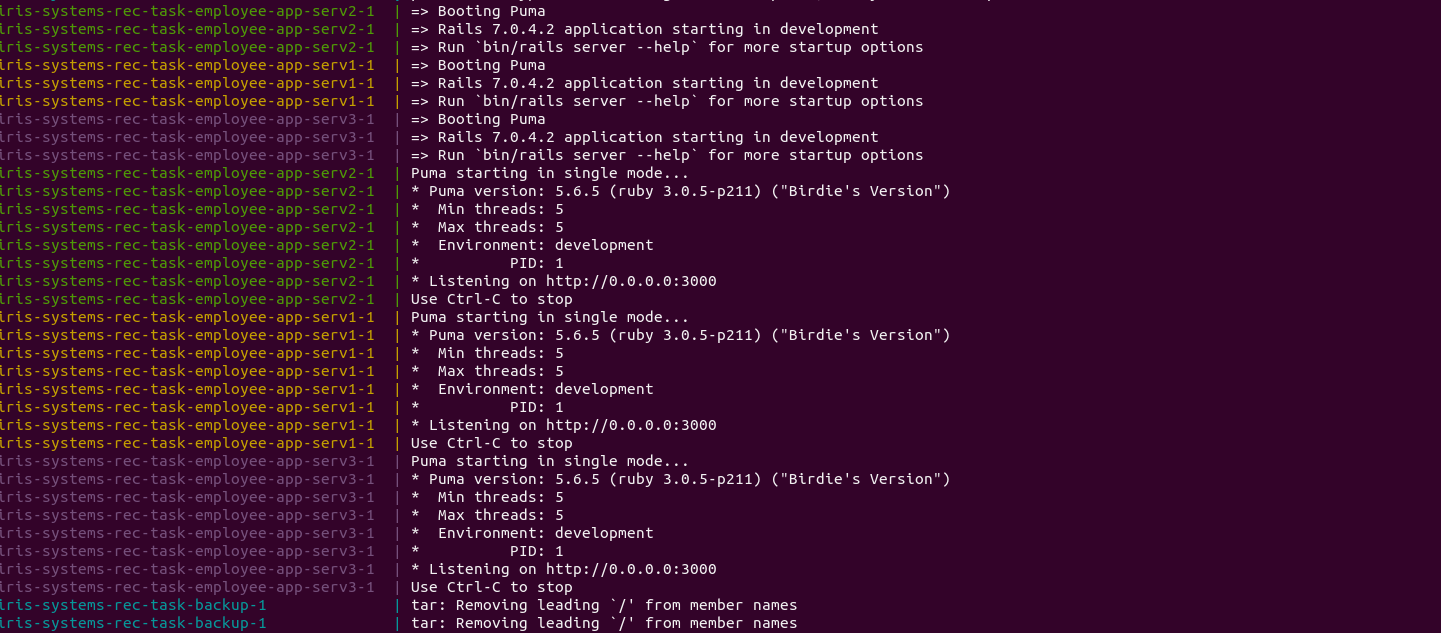 iris-systems-rec-task-employee-app-serv2-1  | => Booting Puma
iris-systems-rec-task-employee-app-serv2-1  | => Rails 7.0.4.2 application starting in development
iris-systems-rec-task-employee-app-serv2-1  | => Run `bin/rails server --help` for more startup options
iris-systems-rec-task-employee-app-serv1-1  | => Booting Puma
iris-systems-rec-task-employee-app-serv1-1  | => Rails 7.0.4.2 application starting in development
iris-systems-rec-task-employee-app-serv1-1  | => Run `bin/rails server --help` for more startup options
iris-systems-rec-task-employee-app-serv3-1  | => Booting Puma
iris-systems-rec-task-employee-app-serv3-1  | => Rails 7.0.4.2 application starting in development
iris-systems-rec-task-employee-app-serv3-1  | => Run `bin/rails server --help` for more startup options
iris-systems-rec-task-employee-app-serv2-1  | Puma starting in single mode...
iris-systems-rec-task-employee-app-serv2-1  | * Puma version: 5.6.5 (ruby 3.0.5-p211) ("Birdie's Version")
iris-systems-rec-task-employee-app-serv2-1  | *  Min threads: 5
iris-systems-rec-task-employee-app-serv2-1  | *  Max threads: 5
iris-systems-rec-task-employee-app-serv2-1  | *  Environment: development
iris-systems-rec-task-employee-app-serv2-1  | *          PID: 1
iris-systems-rec-task-employee-app-serv2-1  | * Listening on http://0.0.0.0:3000
iris-systems-rec-task-employee-app-serv2-1  | Use Ctrl-C to stop
iris-systems-rec-task-employee-app-serv1-1  | Puma starting in single mode...
iris-systems-rec-task-employee-app-serv1-1  | * Puma version: 5.6.5 (ruby 3.0.5-p211) ("Birdie's Version")
iris-systems-rec-task-employee-app-serv1-1  | *  Min threads: 5
iris-systems-rec-task-employee-app-serv1-1  | *  Max threads: 5
iris-systems-rec-task-employee-app-serv1-1  | *  Environment: development
iris-systems-rec-task-employee-app-serv1-1  | *          PID: 1
iris-systems-rec-task-employee-app-serv1-1  | * Listening on http://0.0.0.0:3000
iris-systems-rec-task-employee-app-serv1-1  | Use Ctrl-C to stop
iris-systems-rec-task-employee-app-serv3-1  | Puma starting in single mode...
iris-systems-rec-task-employee-app-serv3-1  | * Puma version: 5.6.5 (ruby 3.0.5-p211) ("Birdie's Version")
iris-systems-rec-task-employee-app-serv3-1  | *  Min threads: 5
iris-systems-rec-task-employee-app-serv3-1  | *  Max threads: 5
iris-systems-rec-task-employee-app-serv3-1  | *  Environment: development
iris-systems-rec-task-employee-app-serv3-1  | *          PID: 1
iris-systems-rec-task-employee-app-serv3-1  | * Listening on http://0.0.0.0:3000
iris-systems-rec-task-employee-app-serv3-1  | Use Ctrl-C to stop
iris-systems-rec-task-backup-1              | tar: Removing leading `/' from member names
iris-systems-rec-task-backup-1              | tar: Removing leading `/' from member names